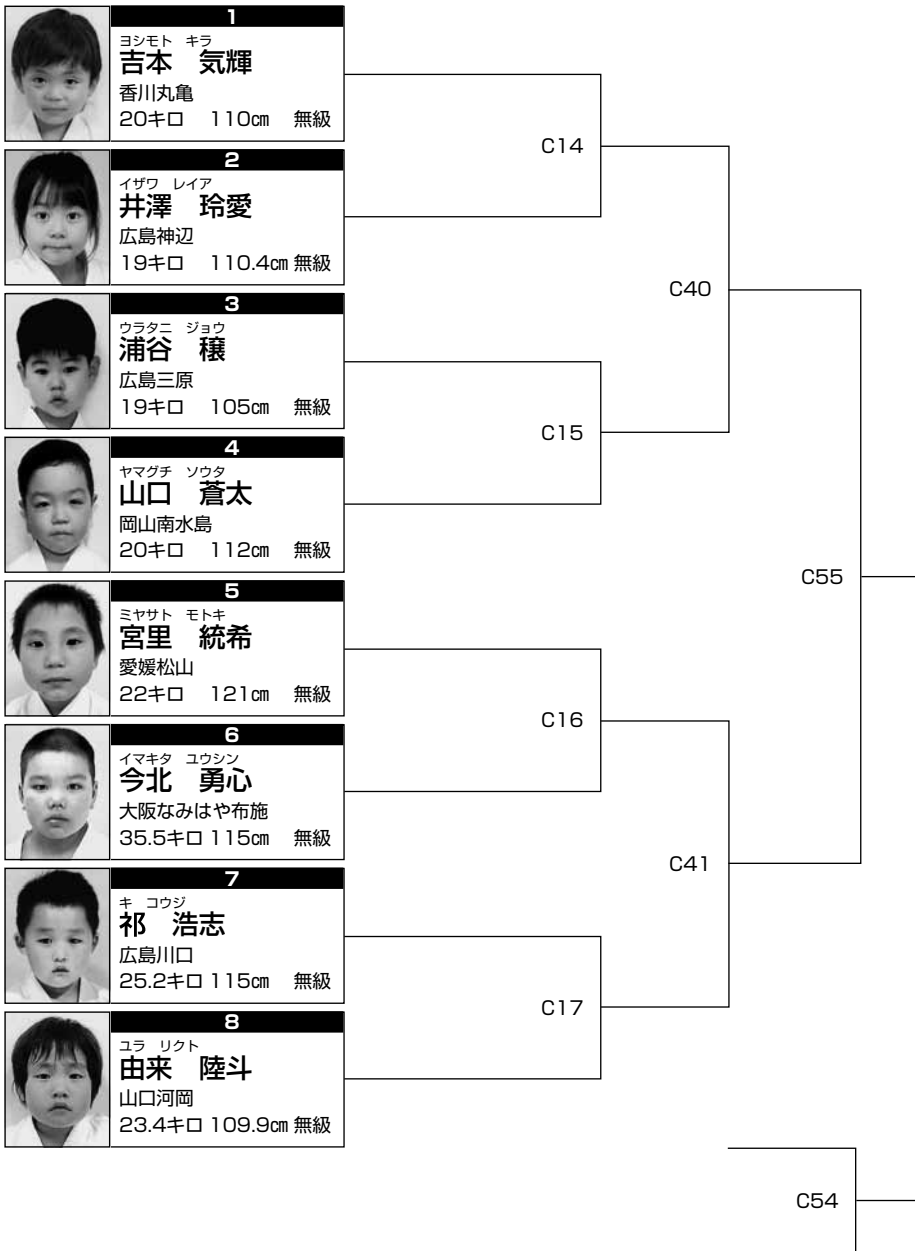 1
ヨシモト キラ
吉本 気輝
香川丸亀
20キロ 110㎝ 無級
2
イザワ レイア
井澤 玲愛
広島神辺
19キロ 110.4㎝ 無級
3
ウラタニ ジョウ
浦谷 穣
広島三原
19キロ 105㎝ 無級
4
ヤマグチ ソウタ
山口 蒼太
岡山南水島
20キロ 112㎝ 無級
5
ミヤサト モトキ
宮里 統希
愛媛松山
22キロ 121㎝ 無級
6
イマキタ ユウシン
今北 勇心
大阪なみはや布施
35.5キロ 115㎝ 無級
7
キ コウジ
祁 浩志
広島川口
25.2キロ 115㎝ 無級
8
ユラ リクト
由来 陸斗
山口河岡
23.4キロ 109.9㎝ 無級
C14
C15
C16
C17
C40
C41
C55
C54